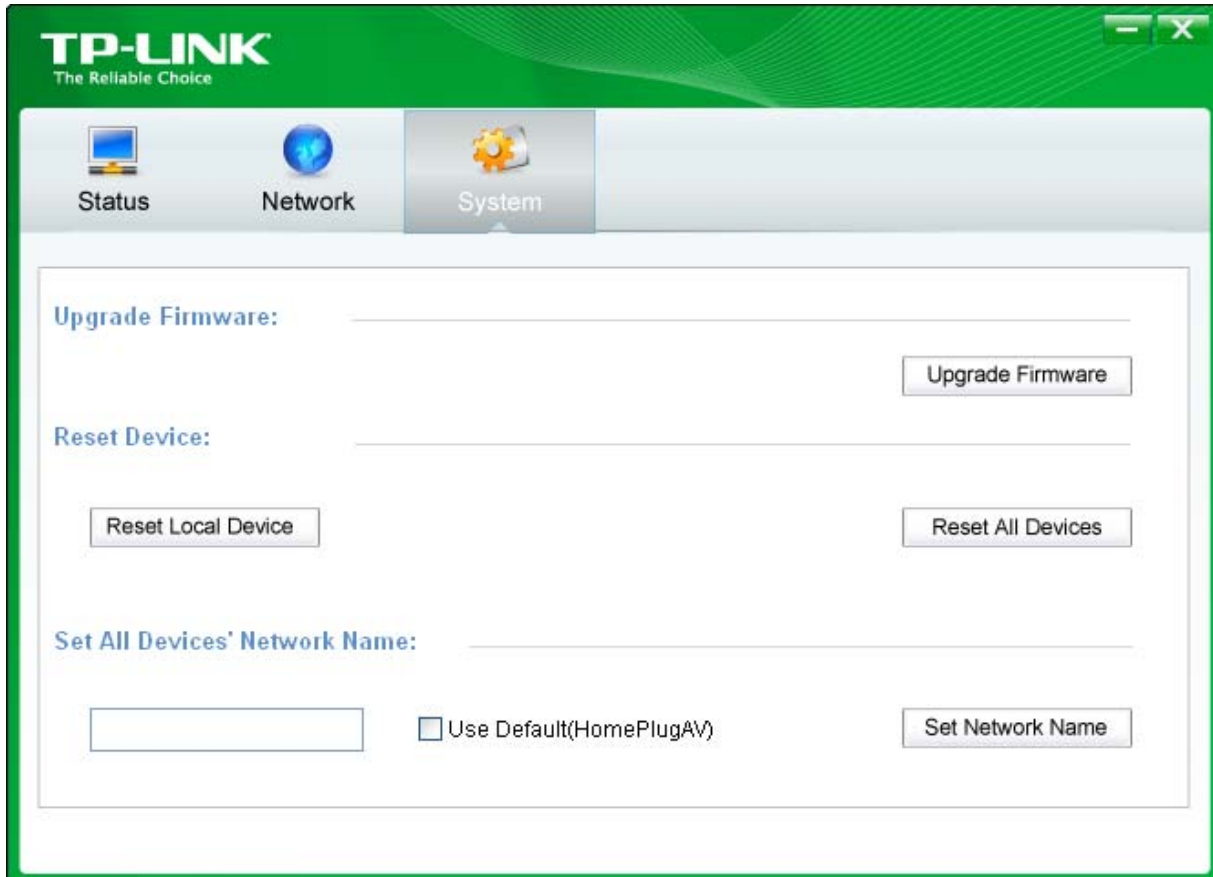 TP-LINK
The Reliable Choice
Status
Network
System
Upgrade Firmware:
Upgrade Firmware
Reset Device:
Reset Local Device
Reset All Devices
Set All Devices' Network Name:
Use Default(HomePlugAV)
Set Network Name